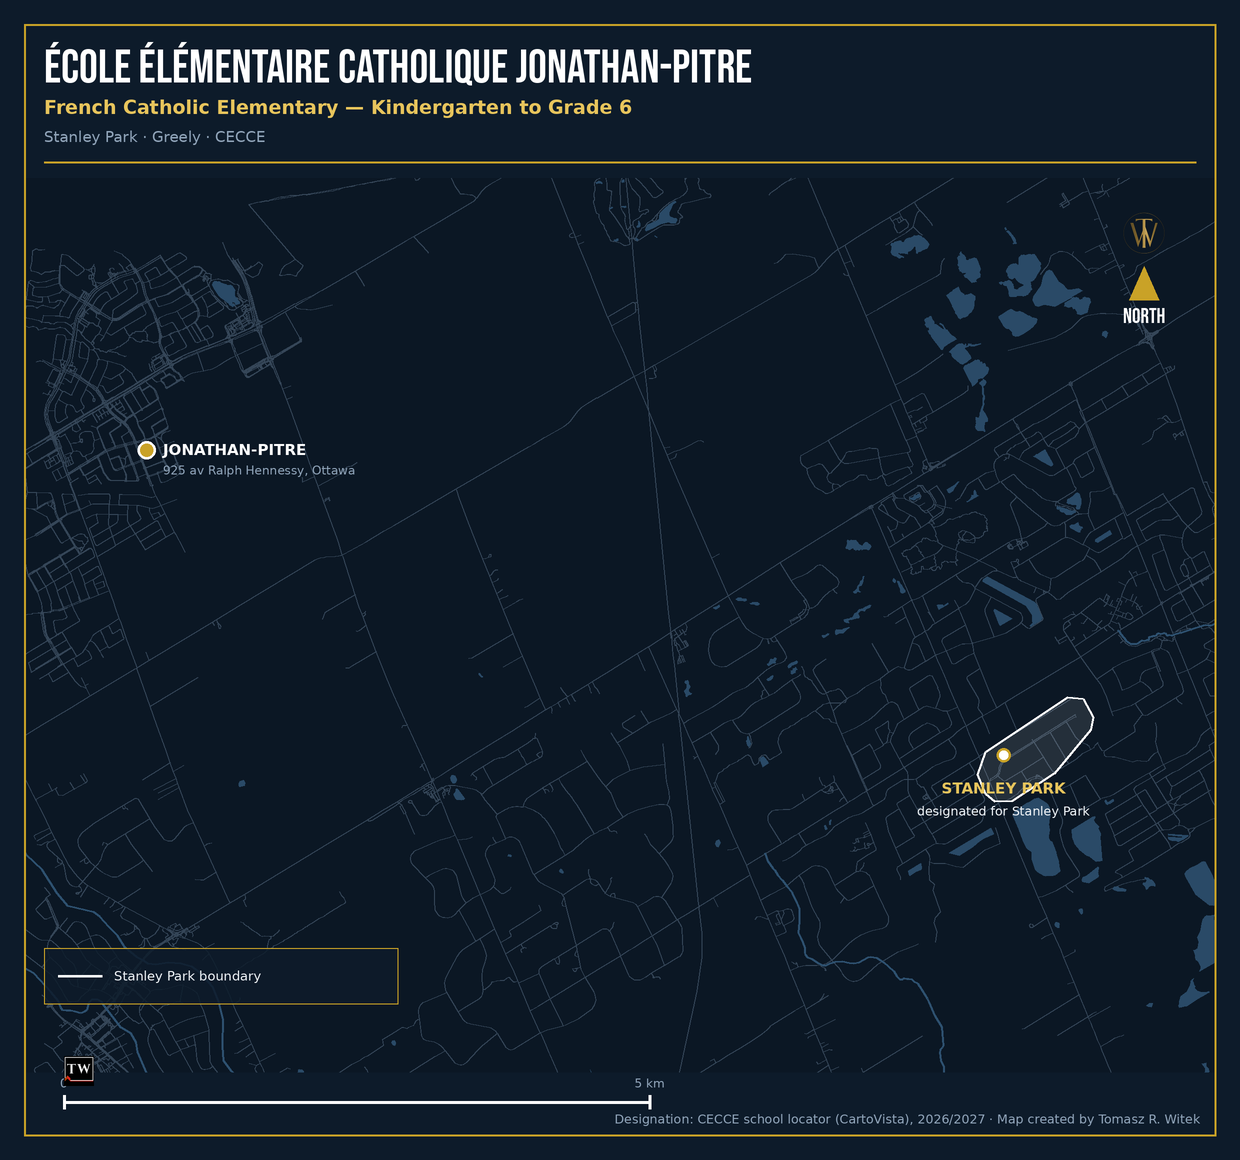 ÉCOLE ÉLÉMENTAIRE CATHOLIQUE JONATHAN-PITRE
French Catholic Elementary — Kindergarten to Grade 6
Stanley Park · Greely · CECCE
TW
NORTH
JONATHAN-PITRE
925 av Ralph Hennessy, Ottawa
STANLEY PARK
designated for Stanley Park
Stanley Park boundary
TW
5 km
Designation: CECCE school locator (CartoVista), 2026/2027 · Map created by Tomasz R. Witek